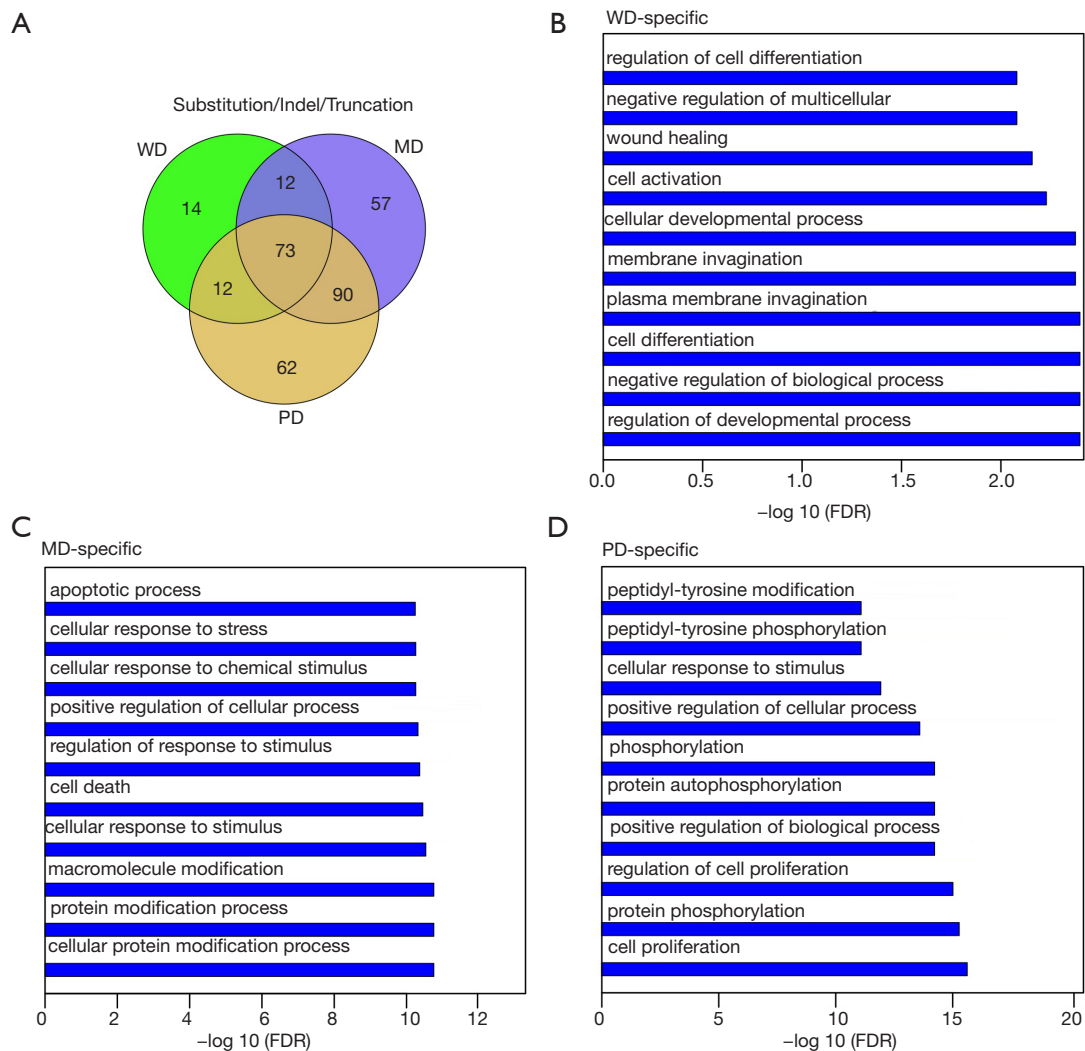 A
Substitution/Indel/Truncation
WD
MD
12
14
57
73
12
90
62
PD
B
WD-specific
regulation of cell differentiation
negative regulation of multicellular
wound healing
cell activation
cellular developmental process
membrane invagination
plasma membrane invagination
cell differentiation
negative regulation of biological process
regulation of developmental process
0.0 0.5 1.0 1.5 2.0
–log 10 (FDR)
C
MD-specific
apoptotic process
cellular response to stress
cellular response to chemical stimulus
positive regulation of cellular process
regulation of response to stimulus
cell death
cellular response to stimulus
macromolecule modification
protein modification process
cellular protein modification process
0 2 4 6 8 10 12
–log 10 (FDR)
D
PD-specific
peptidyl-tyrosine modification
peptidyl-tyrosine phosphorylation
cellular response to stimulus
positive regulation of cellular process
phosphorylation
protein autophosphorylation
positive regulation of biological process
regulation of cell proliferation
protein phosphorylation
cell proliferation
0 5 10 15 20
–log 10 (FDR)